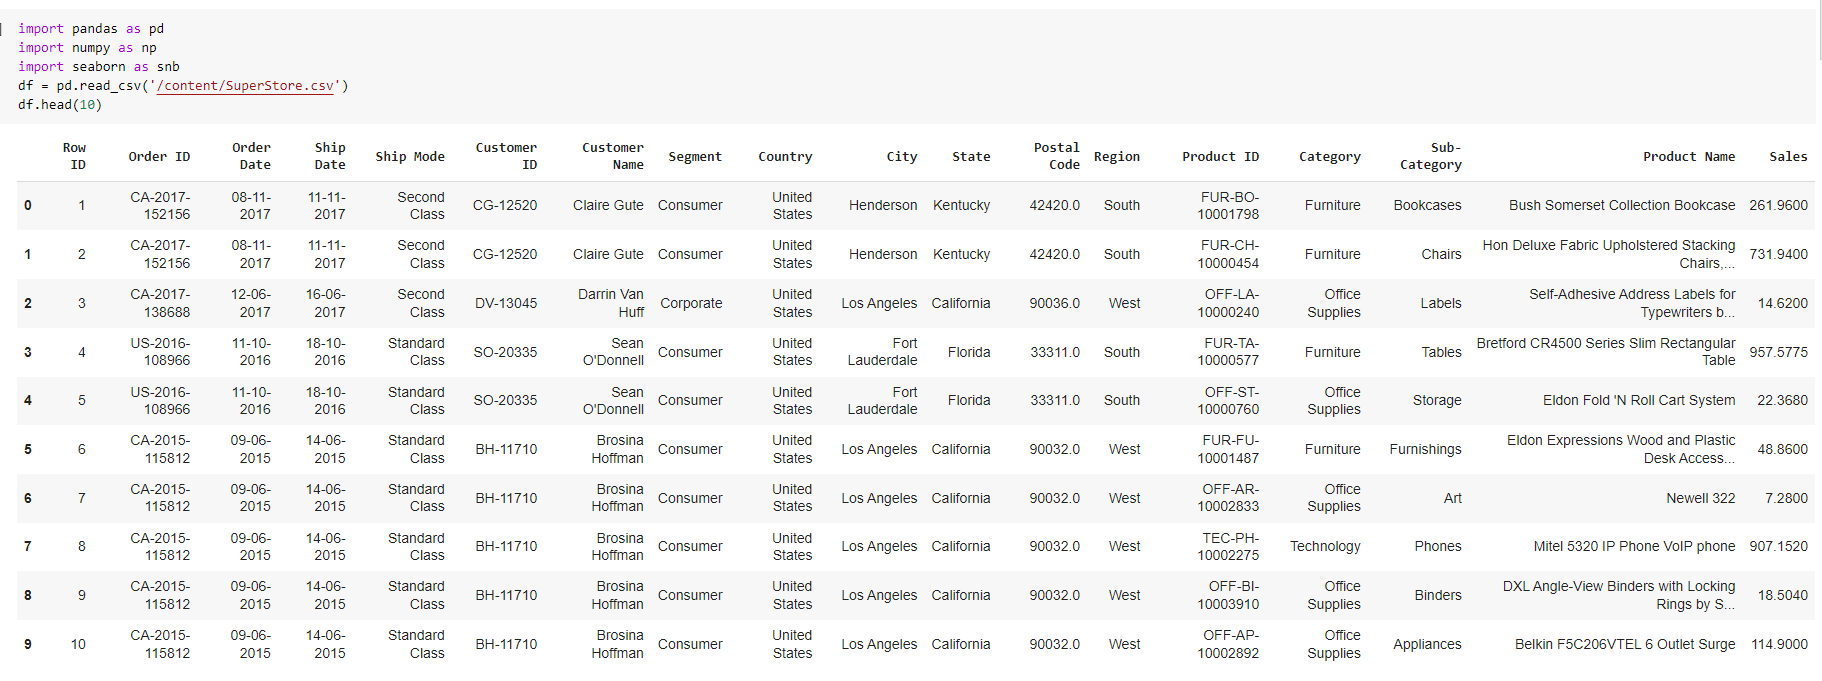 import pandas as pd
import numpy as np
import seaborn as snb
df = pd.read_csv('/content/SuperStore.csv')
df.head(10)
Row ID Order ID Order Date Ship Date Ship Mode Customer ID Customer Name Segment Country City State Postal Code Region Product ID Category Sub-Category Product Name Sales
0 1 CA-2017-152156 08-11-2017 11-11-2017 Second Class CG-12520 Claire Gute Consumer United States Henderson Kentucky 42420.0 South FUR-BO-10001798 Furniture Bookcases Bush Somerset Collection Bookcase 261.9600
1 2 CA-2017-152156 08-11-2017 11-11-2017 Second Class CG-12520 Claire Gute Consumer United States Henderson Kentucky 42420.0 South FUR-CH-10000454 Furniture Chairs Hon Deluxe Fabric Upholstered Stacking Chairs,... 731.9400
2 3 CA-2017-138688 12-06-2017 16-06-2017 Second Class DV-13045 Darrin Van Huff Corporate United States Los Angeles California 90036.0 West OFF-LA-10000240 Office Supplies Labels Self-Adhesive Address Labels for Typewriters b... 14.6200
3 4 US-2016-108966 11-10-2016 18-10-2016 Standard Class SO-20335 Sean O'Donnell Consumer United States Fort Lauderdale Florida 33311.0 South FUR-TA-10000577 Furniture Tables Bretford CR4500 Series Slim Rectangular Table 957.5775
4 5 US-2016-108966 11-10-2016 18-10-2016 Standard Class SO-20335 Sean O'Donnell Consumer United States Fort Lauderdale Florida 33311.0 South OFF-ST-10000760 Office Supplies Storage Eldon Fold 'N Roll Cart System 22.3680
5 6 CA-2015-115812 09-06-2015 14-06-2015 Standard Class BH-11710 Brosina Hoffman Consumer United States Los Angeles California 90032.0 West FUR-FU-10001487 Furniture Furnishings Eldon Expressions Wood and Plastic Desk Access... 48.8600
6 7 CA-2015-115812 09-06-2015 14-06-2015 Standard Class BH-11710 Brosina Hoffman Consumer United States Los Angeles California 90032.0 West OFF-AR-10002833 Office Supplies Art Newell 322 7.2800
7 8 CA-2015-115812 09-06-2015 14-06-2015 Standard Class BH-11710 Brosina Hoffman Consumer United States Los Angeles California 90032.0 West TEC-PH-10002275 Technology Phones Mitel 5320 IP Phone VoIP phone 907.1520
8 9 CA-2015-115812 09-06-2015 14-06-2015 Standard Class BH-11710 Brosina Hoffman Consumer United States Los Angeles California 90032.0 West OFF-BI-10003910 Office Supplies Binders DXL Angle-View Binders with Locking Rings by S... 18.5040
9 10 CA-2015-115812 09-06-2015 14-06-2015 Standard Class BH-11710 Brosina Hoffman Consumer United States Los Angeles California 90032.0 West OFF-AP-10002892 Office Supplies Appliances Belkin F5C206VTEL 6 Outlet Surge 114.9000